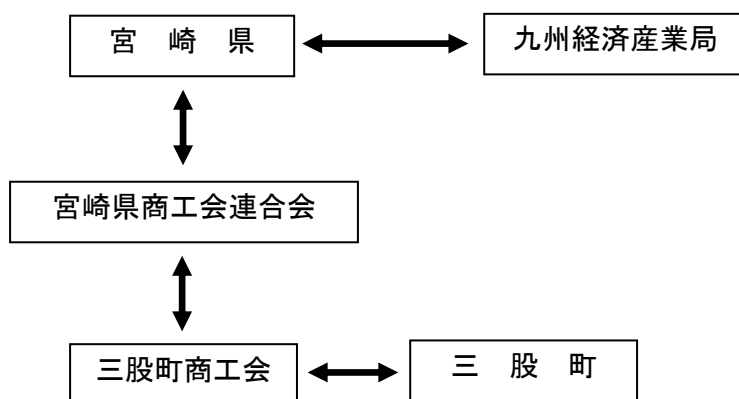 宮　崎　県
九州経済産業局
宮崎県商工会連合会
三股町商工会
三　股　町